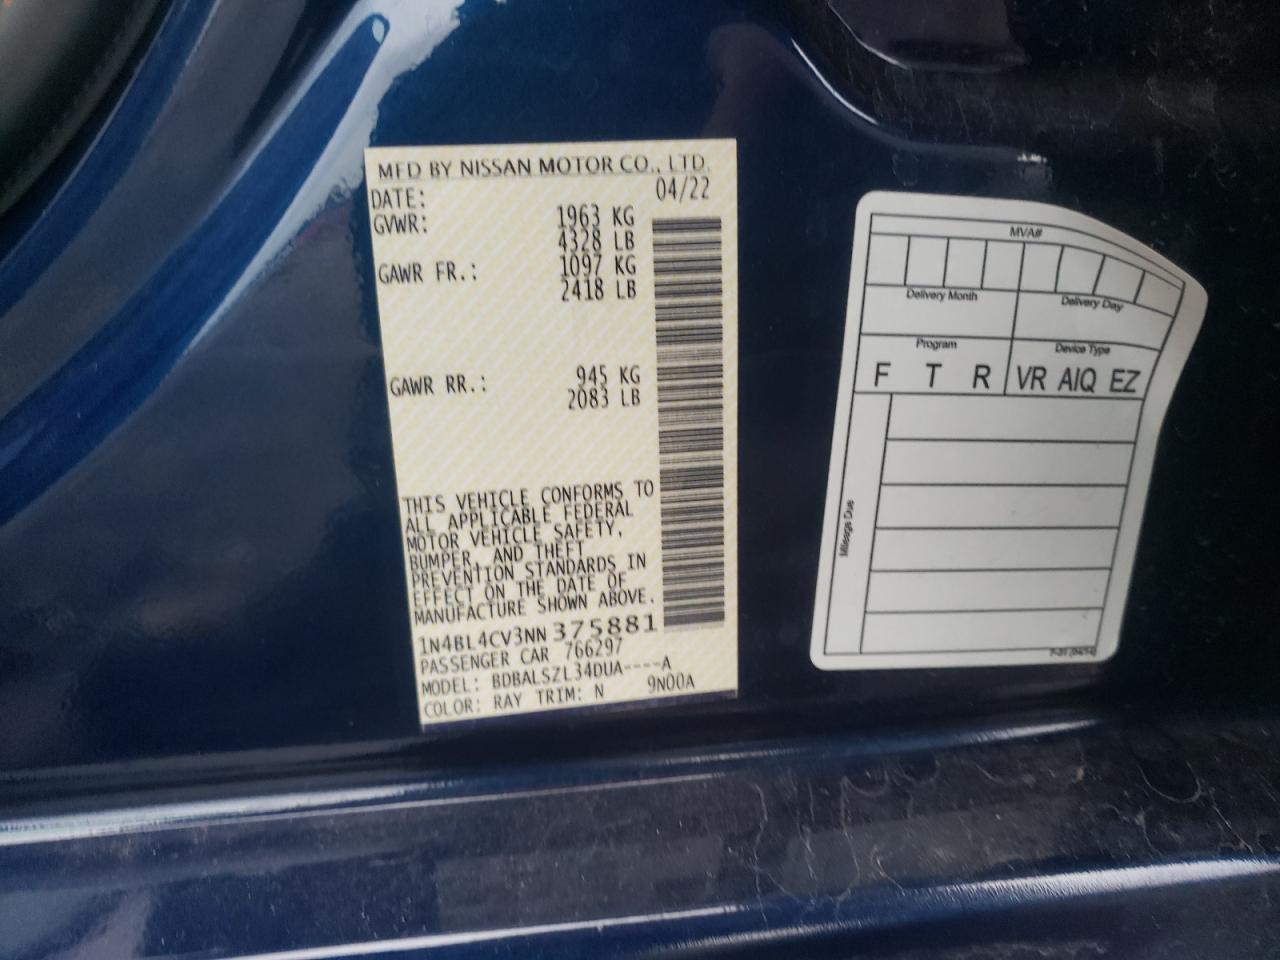 MFD BY NISSAN MOTOR CO., LTD.
DATE: 04/22
GVWR: 1963 KG
4328 LB
GAWR FR.: 1097 KG
2418 LB
GAWR RR.: 945 KG
2083 LB
THIS VEHICLE CONFORMS TO
ALL APPLICABLE FEDERAL
MOTOR VEHICLE SAFETY,
BUMPER, AND THEFT
PREVENTION STANDARDS IN
EFFECT ON THE DATE OF
MANUFACTURE SHOWN ABOVE.
1N4BL4CV3NN375881
PASSENGER CAR 766297
MODEL: BDBALSZL34DUA----A
COLOR: RAY TRIM: N 9N00A
MVA#
Delivery Month Delivery Day
Program Device Type
F T R VR AIQ EZ
Mileage Due